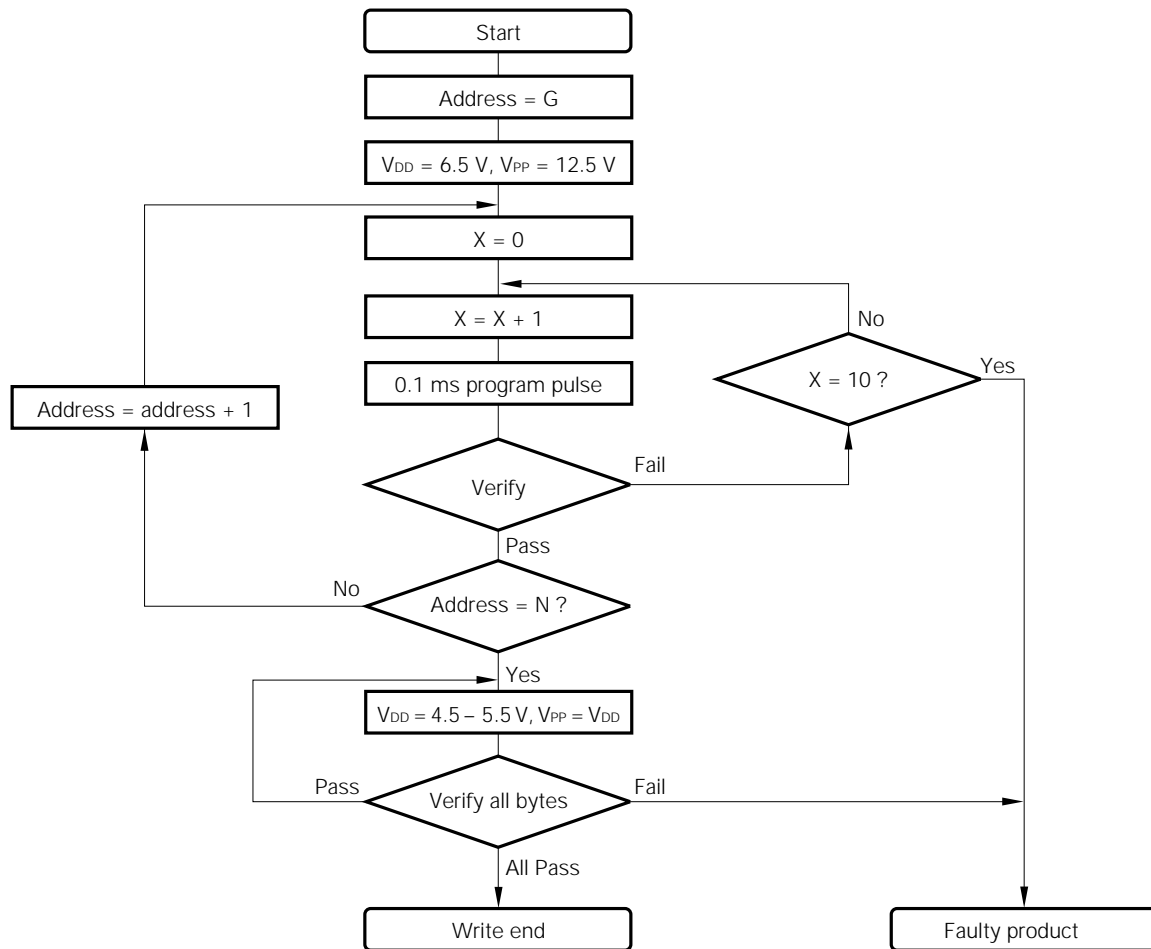 Start
Address = G
VDD = 6.5 V, VPP = 12.5 V
X = 0
X = X + 1
No
Yes
X = 10 ?
0.1 ms program pulse
Address = address + 1
Fail
Verify
Pass
No
Address = N ?
Yes
VDD = 4.5 – 5.5 V, VPP = VDD
Pass
Verify all bytes
Fail
All Pass
Write end
Faulty product